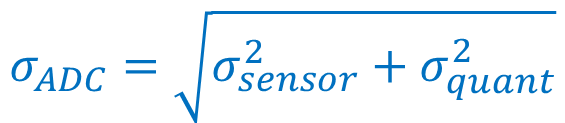 σ_ADC = √(σ²_sensor + σ²_quant)